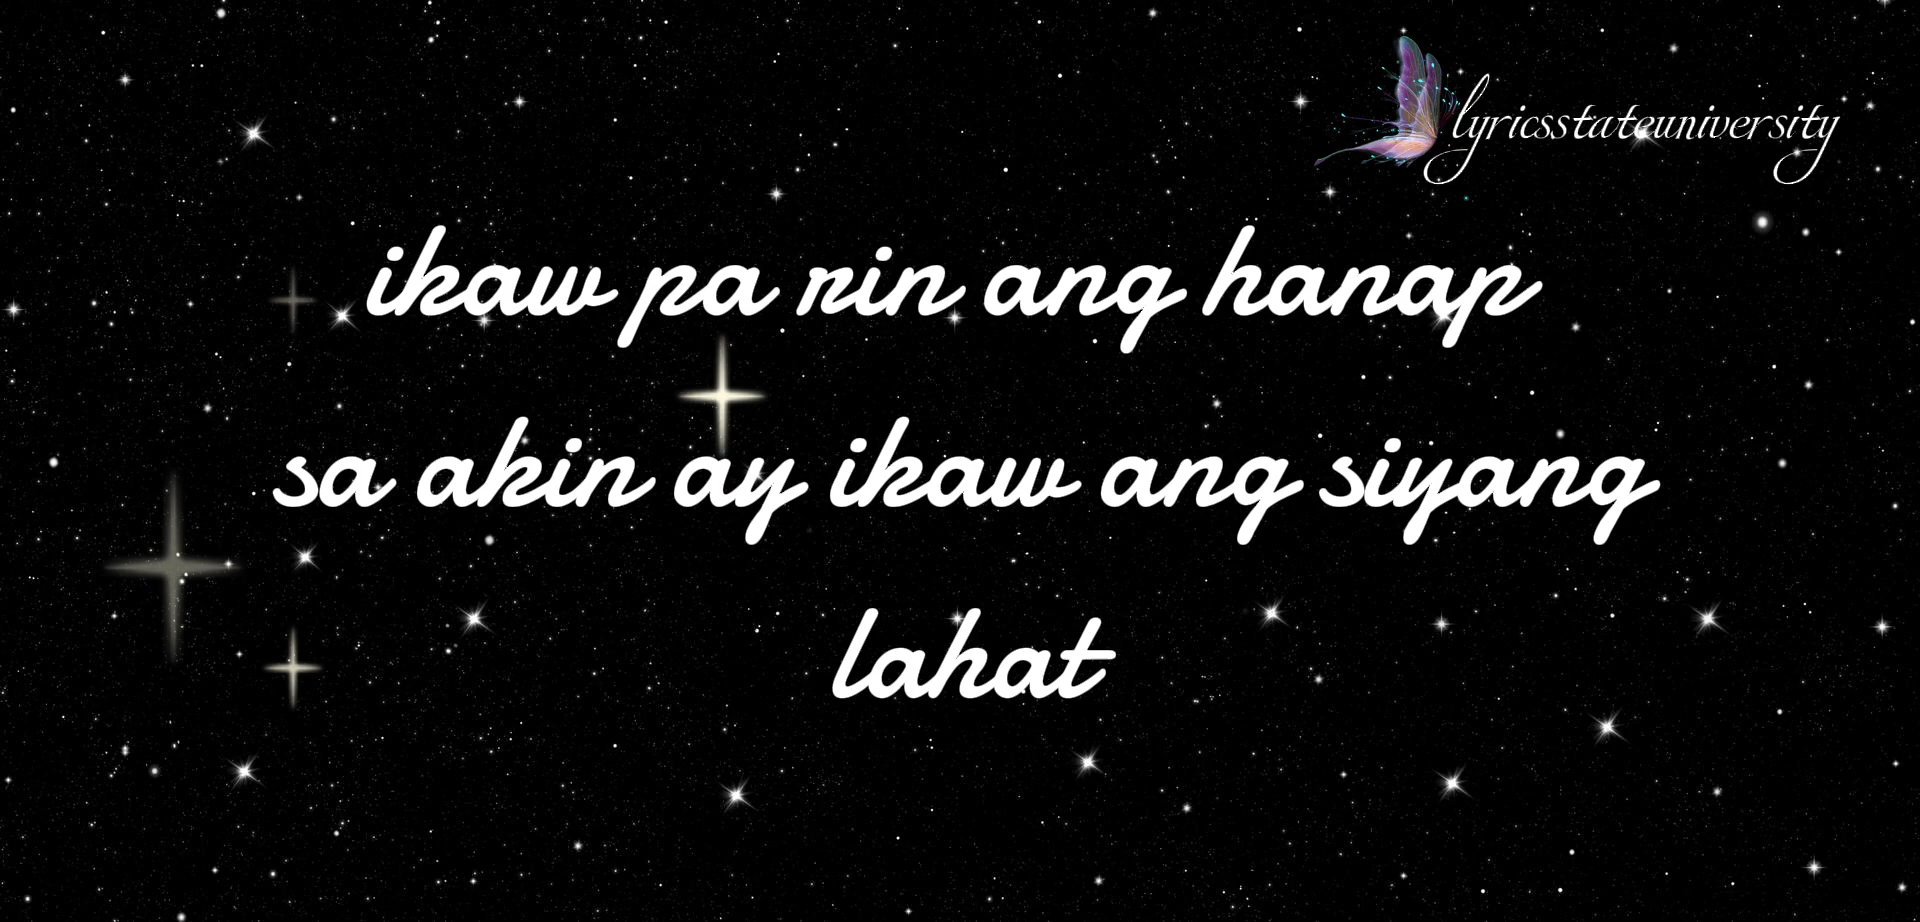 lyricsstateuniversity
ikaw pa rin ang hanap
sa akin ay ikaw ang siyang
lahat